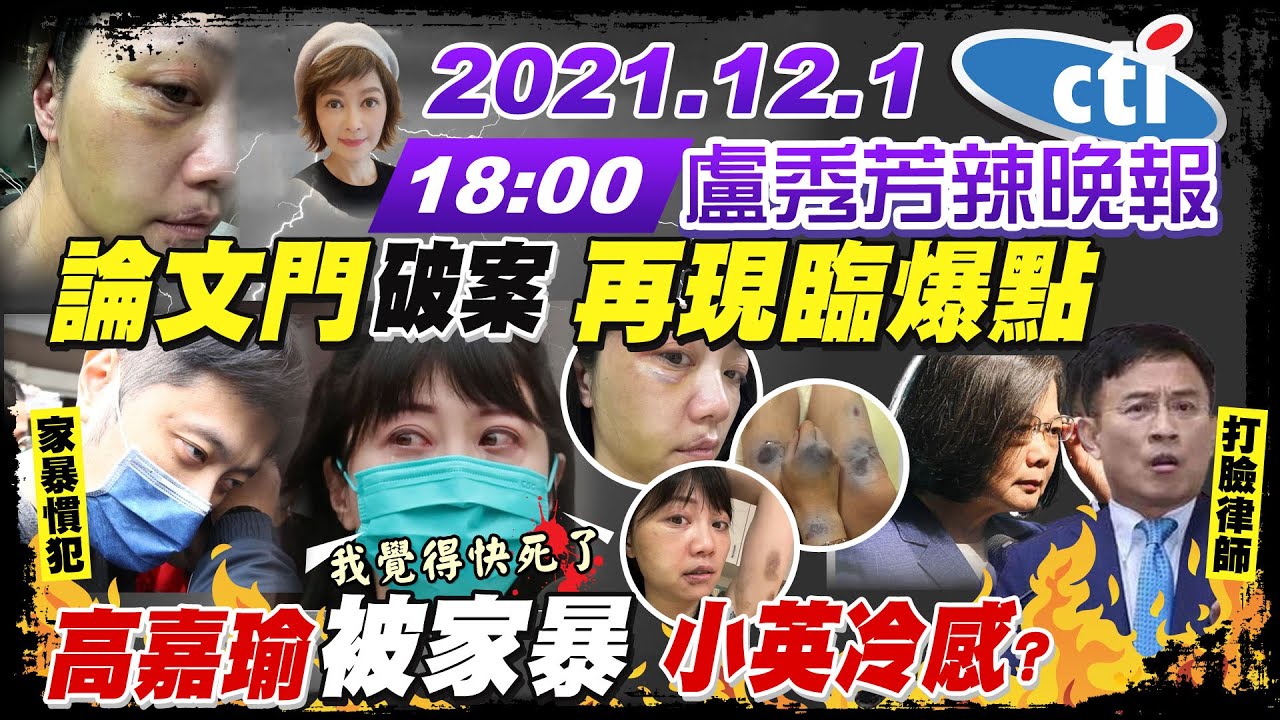 2021.12.1
cti
18:00 盧秀芳辣晚報
論文門破案 再現臨爆點
家暴慣犯
打臉律師
我覺得快死了
高嘉瑜被家暴 小英冷感?